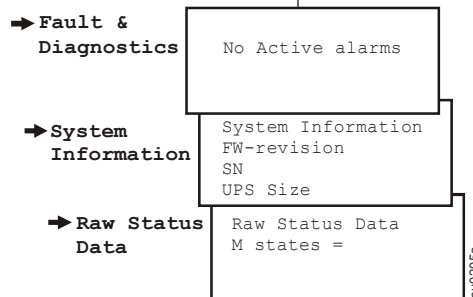 Fault &
Diagnostics
No Active alarms
System
Information
System Information
FW-revision
SN
UPS Size
Raw Status
Data
Raw Status Data
M states =